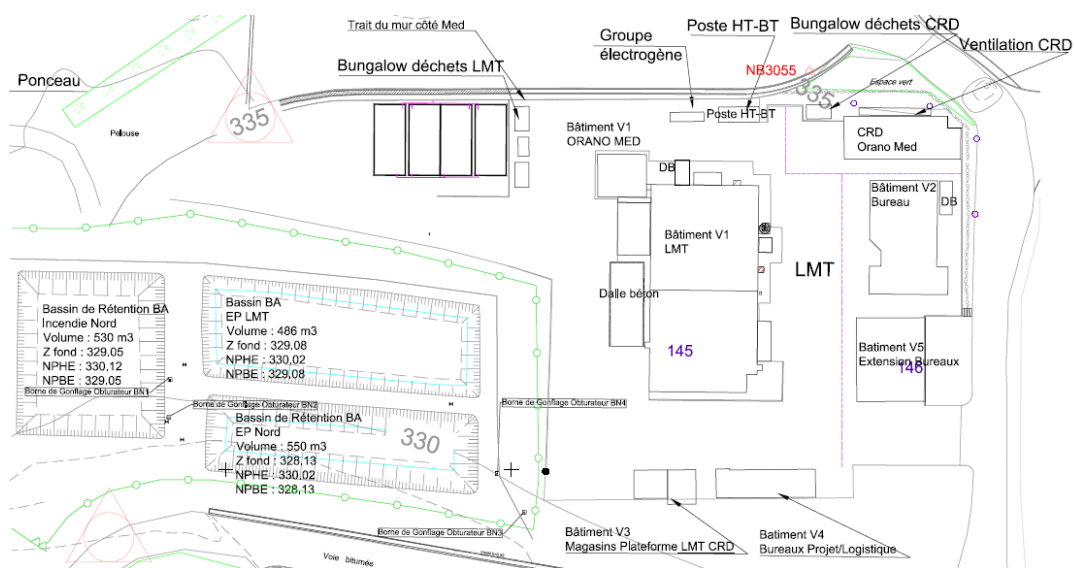 Trait du mur côté Med
Groupe
électrogène
Poste HT-BT
Bungalow déchets CRD
Ventilation CRD
Ponceau
Bungalow déchets LMT
NB3055
Espace vert
335
335
Pelouse
Poste HT-BT
Bâtiment V1
ORANO MED
CRD
Orano Med
DB
Bâtiment V2
Bureau
DB
Bâtiment V1
LMT
LMT
Dalle béton
Bassin de Rétention BA
Incendie Nord
Volume : 530 m3
Z fond : 329.05
NPHE : 330.12
NPBE : 329.05
Bassin BA
EP LMT
Volume : 486 m3
Z fond : 329.08
NPHE : 330,02
NPBE : 329,08
145
Batiment V5
Extension Bureaux
146
Borne de Gonflage Obturateur BN1
Borne de Gonflage Obturateur BN2
Borne de Gonflage Obturateur BN4
Bassin de Rétention BA
EP Nord
Volume : 550 m3
Z fond : 328,13
NPHE : 330.02
NPBE : 328,13
330
Borne de Gonflage Obturateur BN3
Bâtiment V3
Magasins Plateforme LMT CRD
Batiment V4
Bureaux Projet/Logistique
Voie bitumée